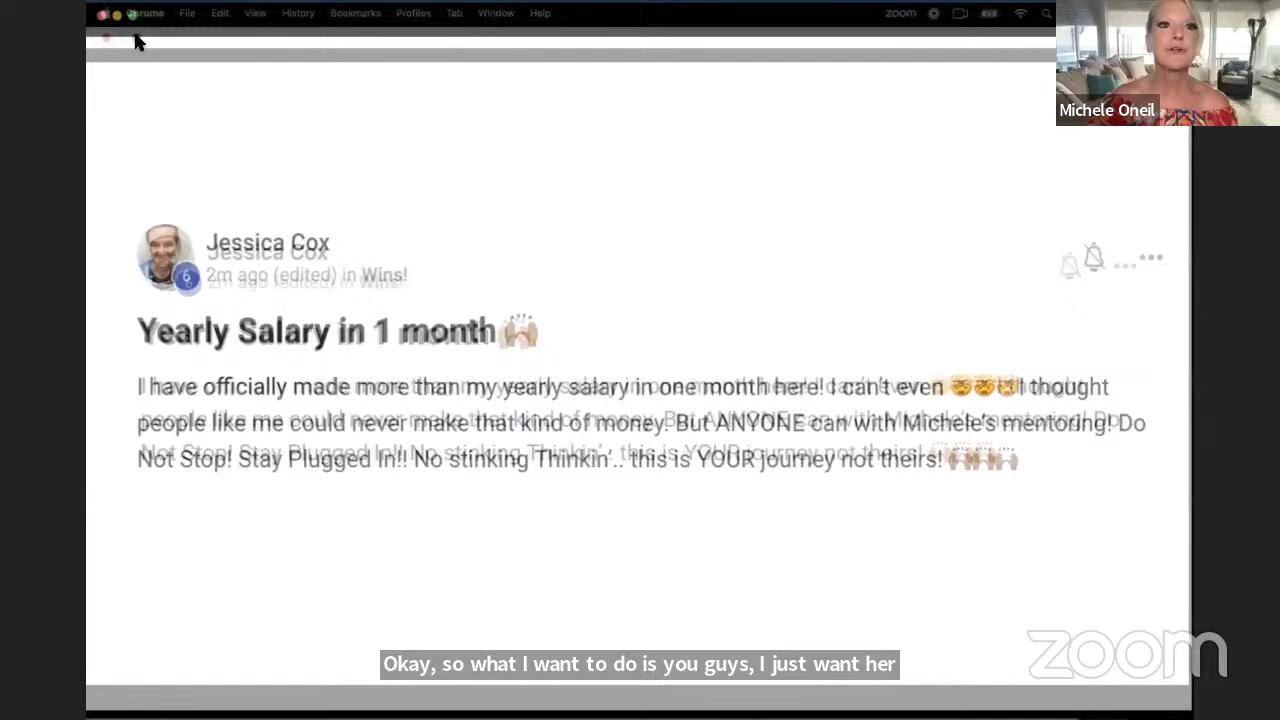 Chrome File Edit View History Bookmarks Profiles Tab Window Help zoom
Michele Oneil
Jessica Cox
6 2m ago (edited) in Wins!
Yearly Salary in 1 month 🙌🏼
I have officially made more than my yearly salary in one month here! I can't even 🤯🤯🤯 I thought
people like me could never make that kind of money. But ANYONE can with Michele's mentoring! Do
Not Stop! Stay Plugged In!! No stinking Thinkin'.. this is YOUR journey not theirs! 🙌🏼🙌🏼🙌🏼
Okay, so what I want to do is you guys, I just want her
zoom